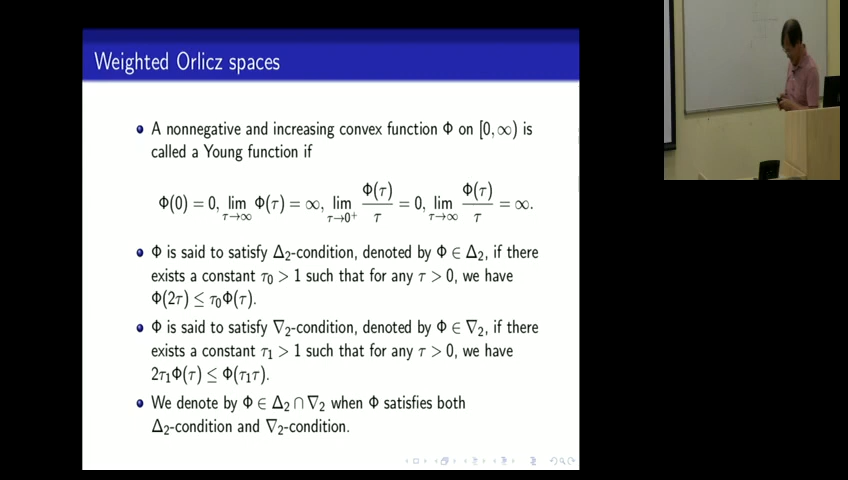 Weighted Orlicz spaces
A nonnegative and increasing convex function Φ on [0, ∞) is
called a Young function if
Φ(0) = 0, lim_{τ→∞} Φ(τ) = ∞, lim_{τ→0⁺} Φ(τ)/τ = 0, lim_{τ→∞} Φ(τ)/τ = ∞.
Φ is said to satisfy Δ₂-condition, denoted by Φ ∈ Δ₂, if there
exists a constant τ₀ > 1 such that for any τ > 0, we have
Φ(2τ) ≤ τ₀Φ(τ).
Φ is said to satisfy ∇₂-condition, denoted by Φ ∈ ∇₂, if there
exists a constant τ₁ > 1 such that for any τ > 0, we have
2τ₁Φ(τ) ≤ Φ(τ₁τ).
We denote by Φ ∈ Δ₂ ∩ ∇₂ when Φ satisfies both
Δ₂-condition and ∇₂-condition.